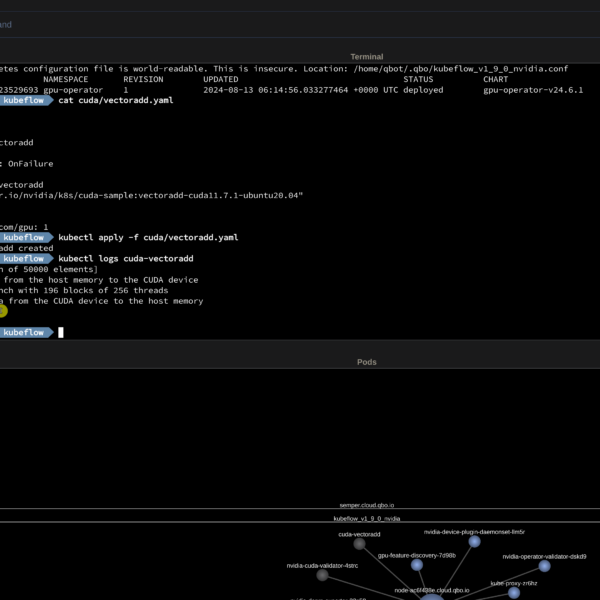 and
Terminal
etes configuration file is world-readable. This is insecure. Location: /home/qbot/.qbo/kubeflow_v1_9_0_nvidia.conf
NAMESPACE REVISION UPDATED STATUS CHART
23529693 gpu-operator 1 2024-08-13 06:14:56.033277464 +0000 UTC deployed gpu-operator-v24.6.1
kubeflow cat cuda/vectoradd.yaml
ctoradd
: OnFailure
vectoradd
r.io/nvidia/k8s/cuda-sample:vectoradd-cuda11.7.1-ubuntu20.04"
com/gpu: 1
kubeflow kubectl apply -f cuda/vectoradd.yaml
add created
kubeflow kubectl logs cuda-vectoradd
n of 50000 elements]
from the host memory to the CUDA device
nch with 196 blocks of 256 threads
a from the CUDA device to the host memory
kubeflow
Pods
semper.cloud.qbo.io
kubeflow_v1_9_0_nvidia
cuda-vectoradd
nvidia-device-plugin-daemonset-llm5r
gpu-feature-discovery-7d98b
nvidia-operator-validator-dskd9
nvidia-cuda-validator-4strc
kube-proxy-zr6hz